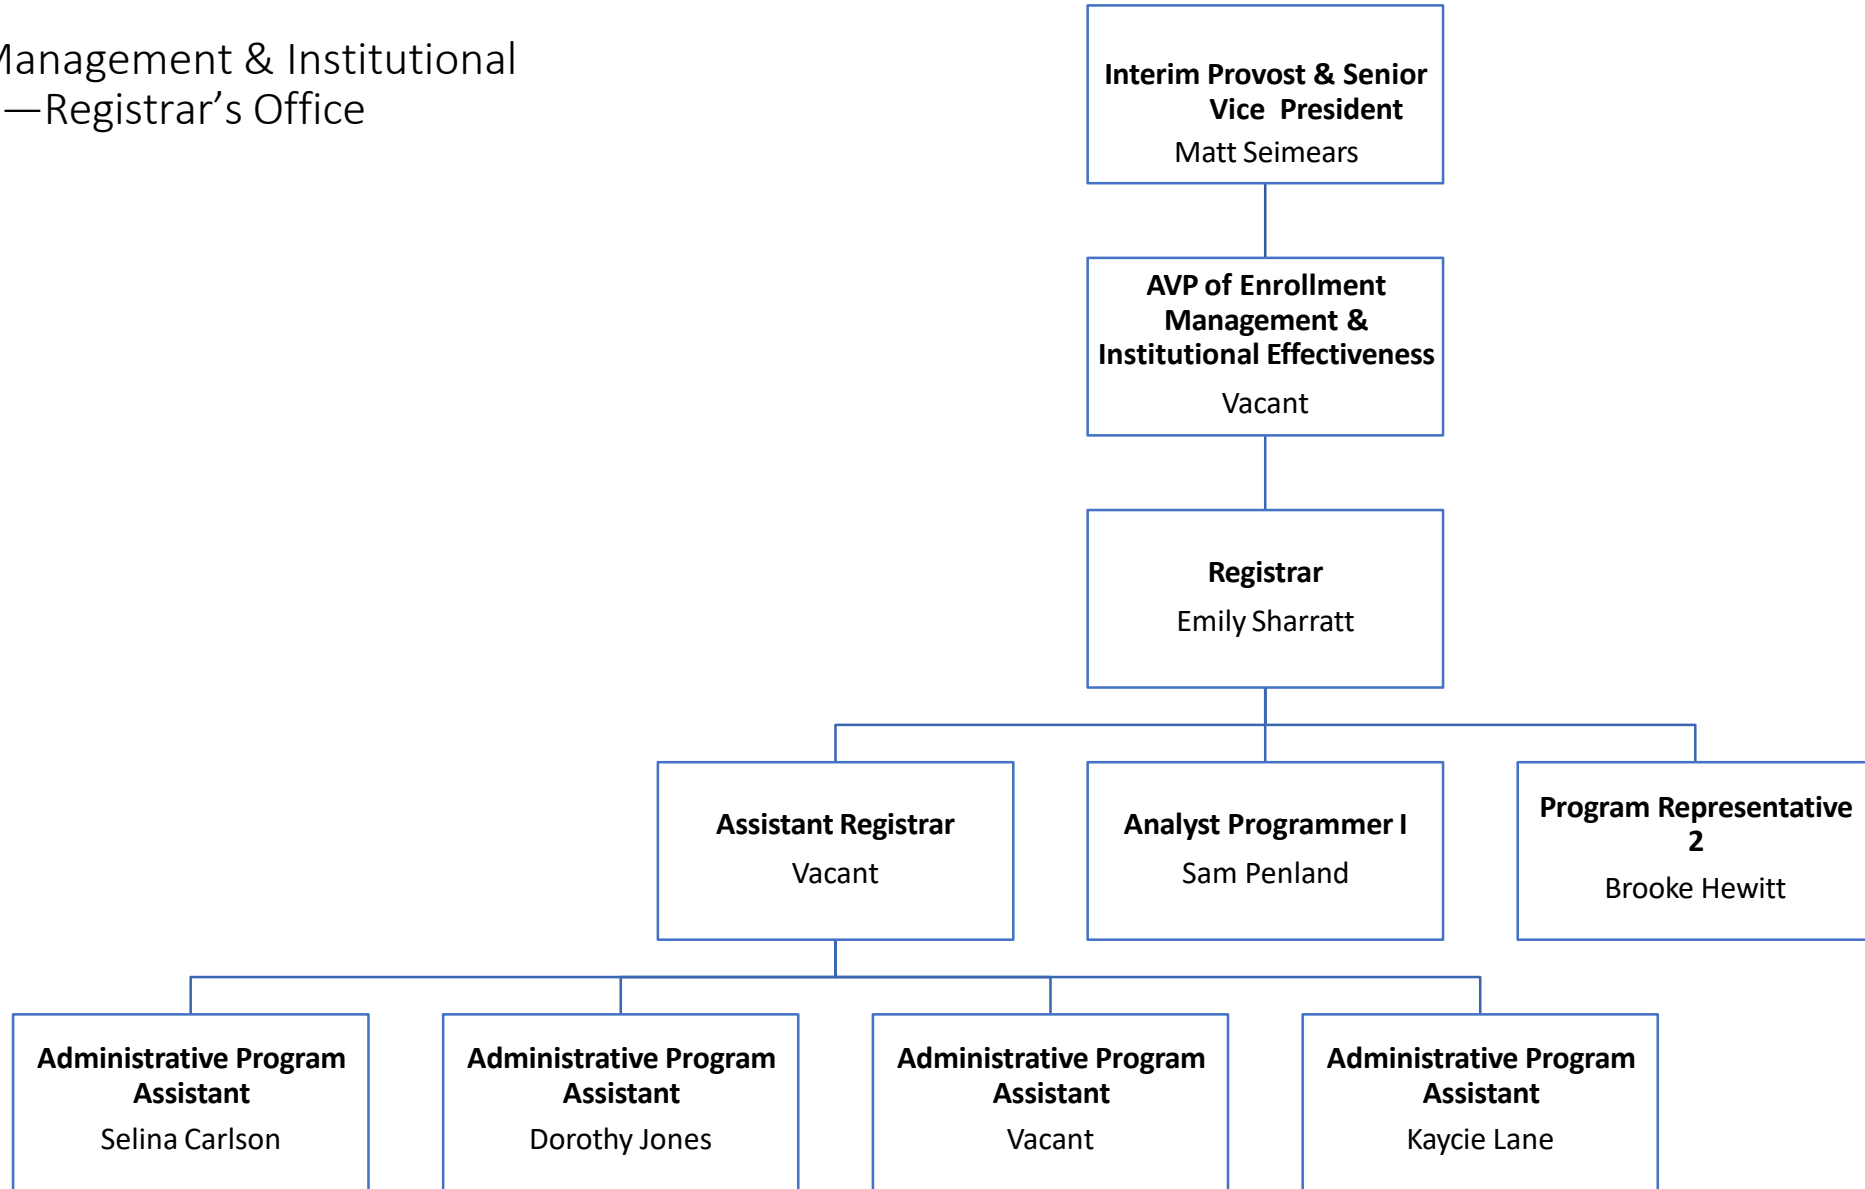 Management & Institutional
—Registrar's Office
Interim Provost & Senior
Vice President
Matt Seimears
AVP of Enrollment
Management &
Institutional Effectiveness
Vacant
Registrar
Emily Sharratt
Assistant Registrar
Vacant
Analyst Programmer I
Sam Penland
Program Representative
2
Brooke Hewitt
Administrative Program
Assistant
Selina Carlson
Administrative Program
Assistant
Dorothy Jones
Administrative Program
Assistant
Vacant
Administrative Program
Assistant
Kaycie Lane